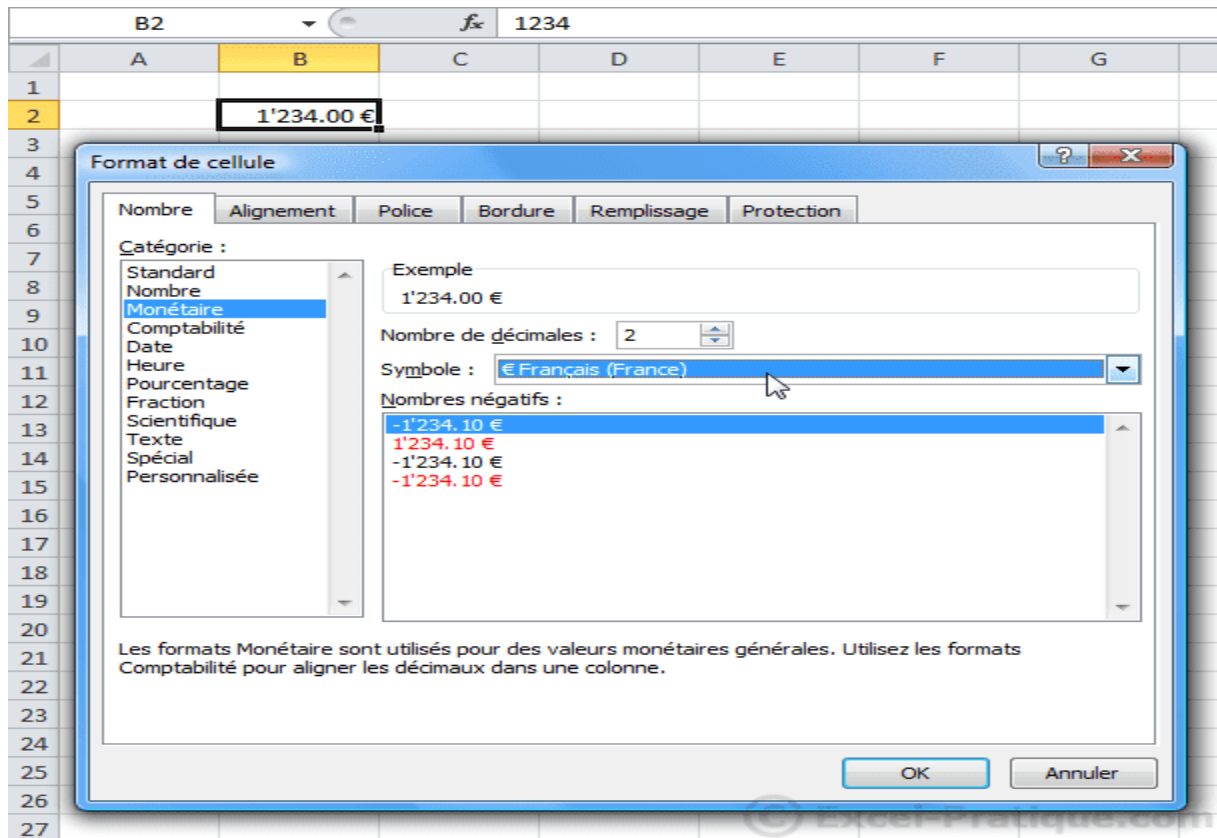 B2 fx 1234
A B C D E F G
1
2 1'234.00 €
3
4
5
6
7
8
9
10
11
12
13
14
15
16
17
18
19
20
21
22
23
24
25
26
27
Format de cellule
Nombre Alignement Police Bordure Remplissage Protection
Catégorie :
Standard
Nombre
Monétaire
Comptabilité
Date
Heure
Pourcentage
Fraction
Scientifique
Texte
Spécial
Personnalisée
Exemple
1'234.00 €
Nombre de décimales : 2
Symbole : € Français (France)
Nombres négatifs :
-1'234.10 €
1'234.10 €
-1'234.10 €
-1'234.10 €
Les formats Monétaire sont utilisés pour des valeurs monétaires générales. Utilisez les formats
Comptabilité pour aligner les décimaux dans une colonne.
OK Annuler
© Excel-Pratique.com